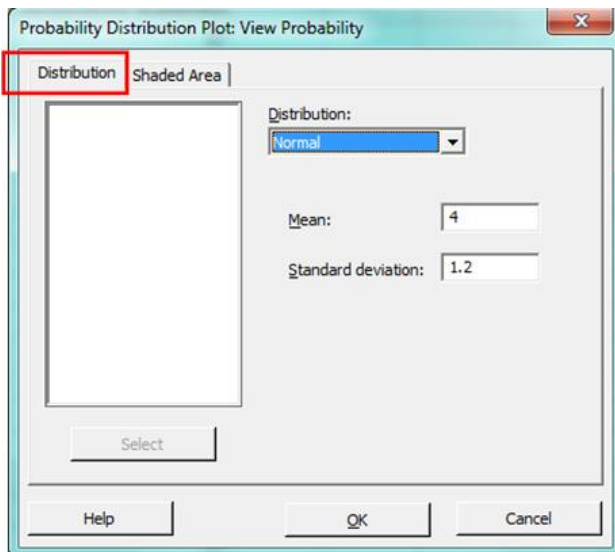 Probability Distribution Plot: View Probability
Distribution Shaded Area
Distribution:
Normal
Mean: 4
Standard deviation: 1.2
Select
Help OK Cancel